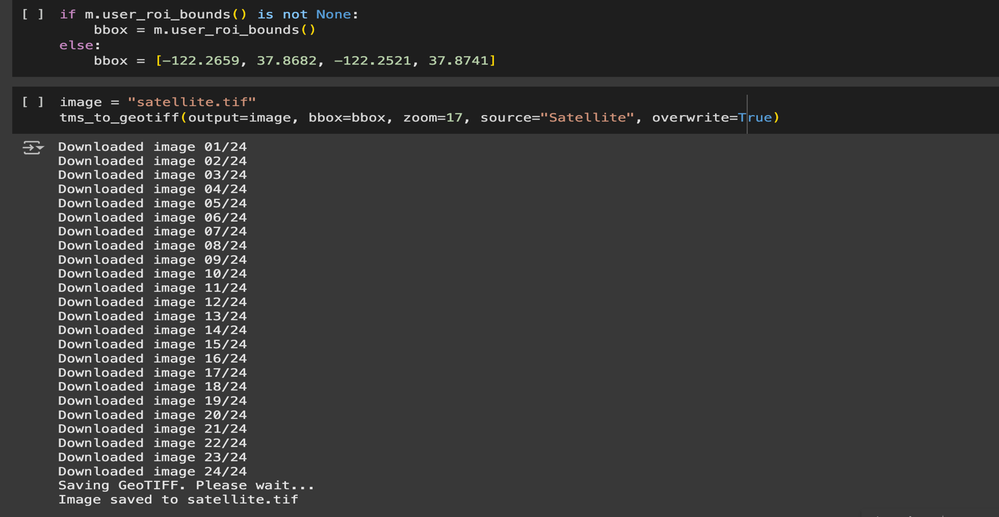 [ ] if m.user_roi_bounds() is not None:
bbox = m.user_roi_bounds()
else:
bbox = [-122.2659, 37.8682, -122.2521, 37.8741]
[ ] image = "satellite.tif"
tms_to_geotiff(output=image, bbox=bbox, zoom=17, source="Satellite", overwrite=True)
Downloaded image 01/24
Downloaded image 02/24
Downloaded image 03/24
Downloaded image 04/24
Downloaded image 05/24
Downloaded image 06/24
Downloaded image 07/24
Downloaded image 08/24
Downloaded image 09/24
Downloaded image 10/24
Downloaded image 11/24
Downloaded image 12/24
Downloaded image 13/24
Downloaded image 14/24
Downloaded image 15/24
Downloaded image 16/24
Downloaded image 17/24
Downloaded image 18/24
Downloaded image 19/24
Downloaded image 20/24
Downloaded image 21/24
Downloaded image 22/24
Downloaded image 23/24
Downloaded image 24/24
Saving GeoTIFF. Please wait...
Image saved to satellite.tif